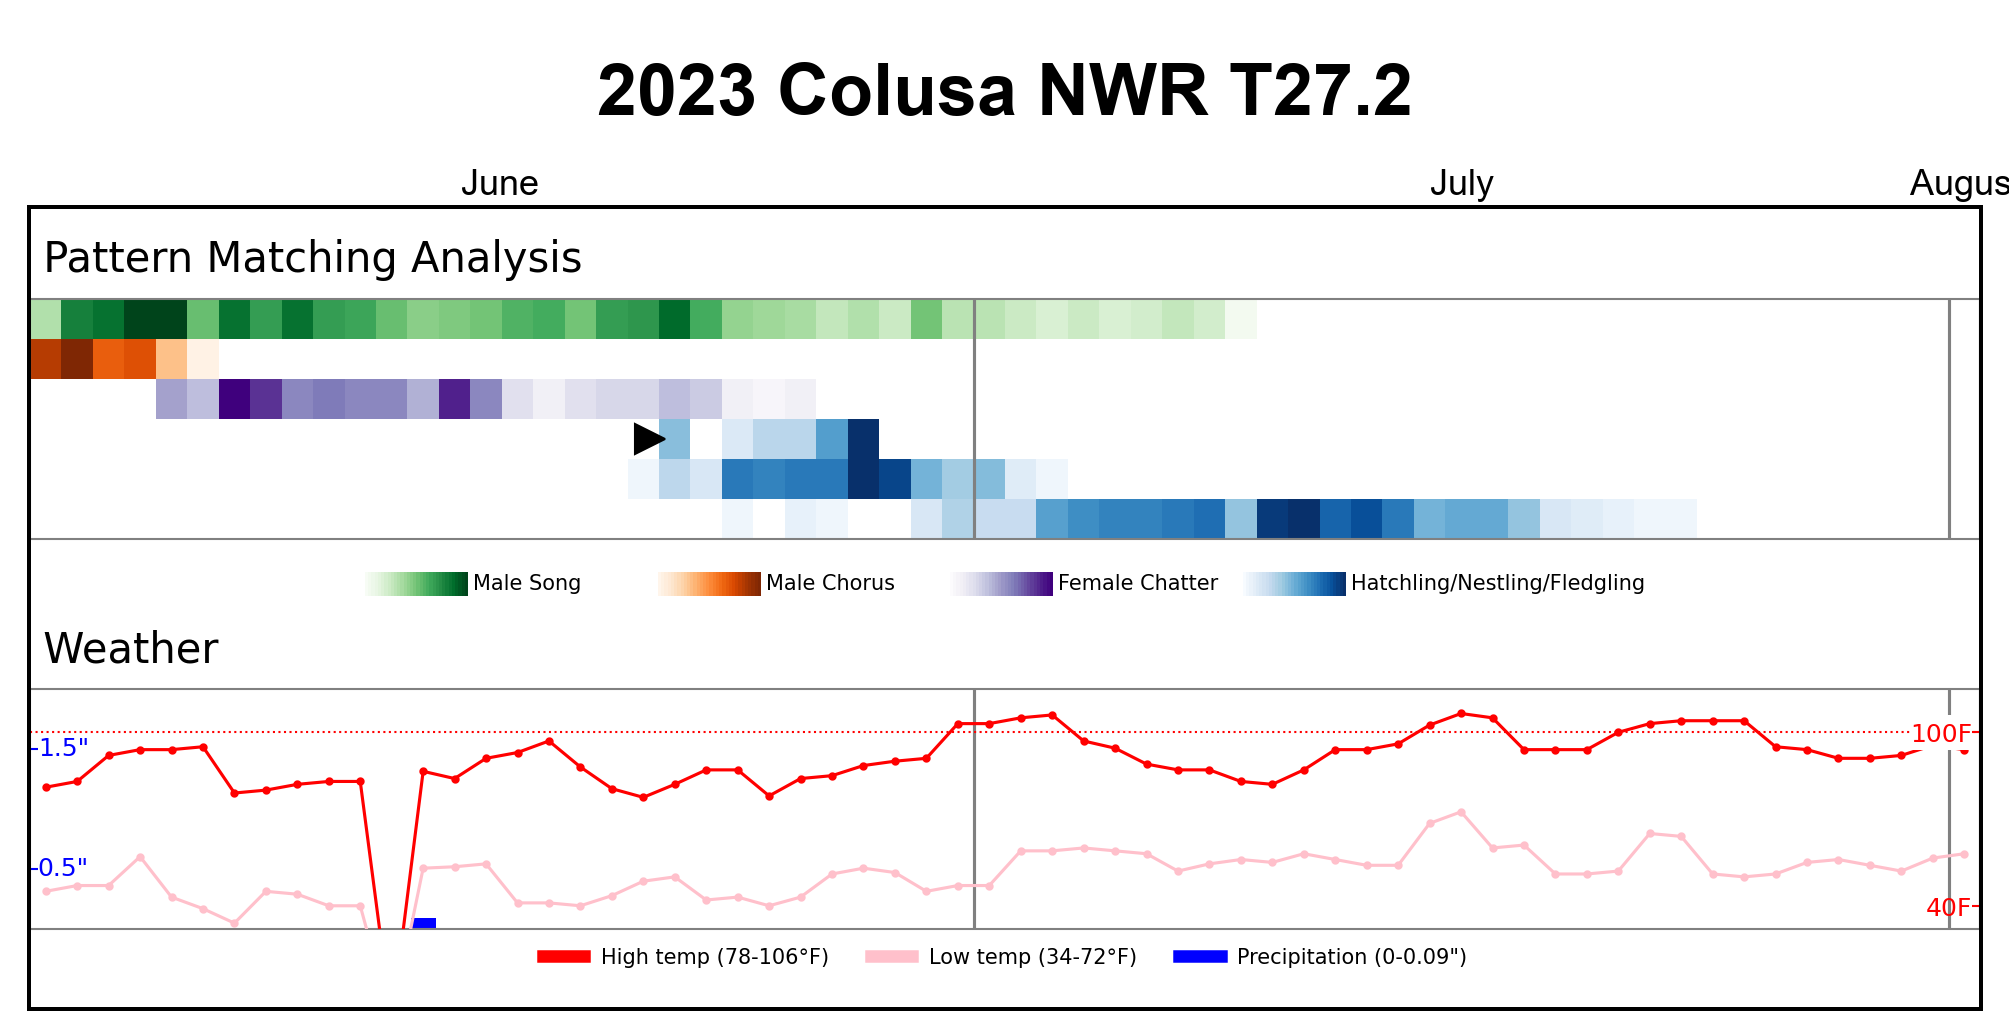 2023 Colusa NWR T27.2
June July Augus
Pattern Matching Analysis
Male Song Male Chorus Female Chatter Hatchling/Nestling/Fledgling
Weather
1.5" 100F
0.5" 40F
High temp (78-106°F) Low temp (34-72°F) Precipitation (0-0.09")